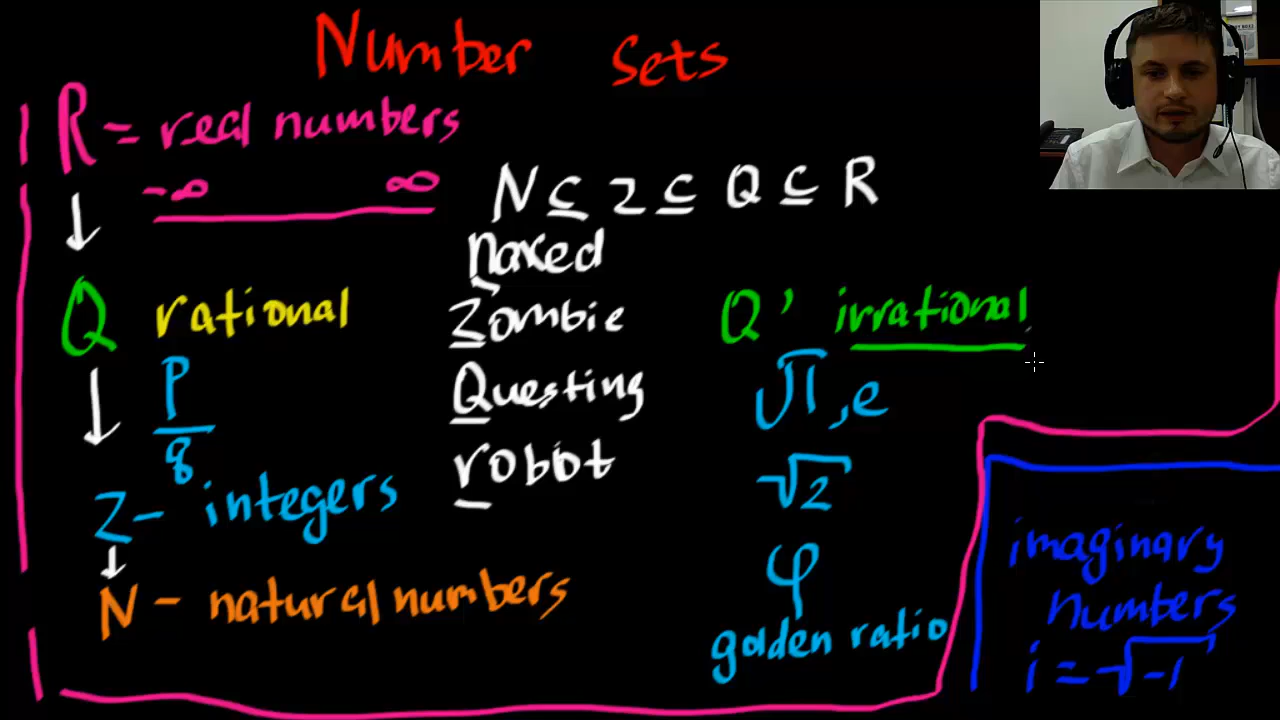 Number Sets
R = real numbers
-∞ ∞
N ⊆ Z ⊆ Q ⊆ R
naked
Zombie
Questing
robot
Q rational
P
q
Z - integers
N - natural numbers
Q' irrational
π, e
√2
φ
golden ratio
imaginary
numbers
i = √-1